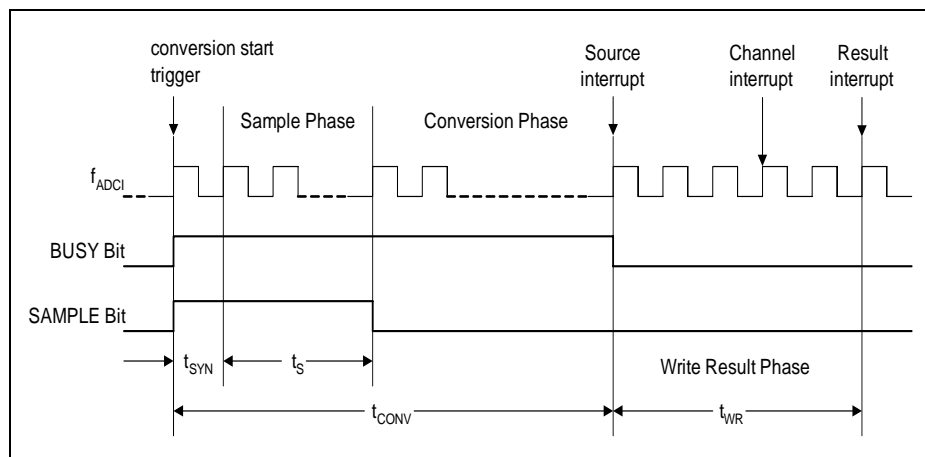 conversion start
trigger
Source
interrupt
Channel
interrupt
Result
interrupt
Sample Phase
Conversion Phase
fADCI
BUSY Bit
SAMPLE Bit
tSYN
tS
Write Result Phase
tCONV
tWR